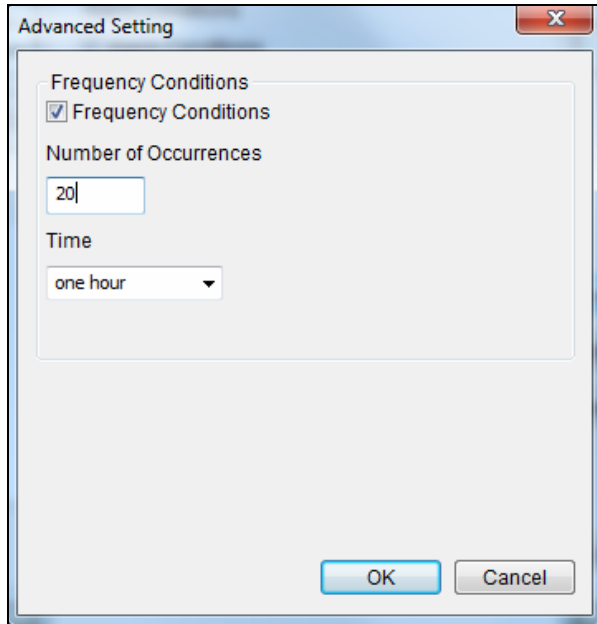 Advanced Setting
Frequency Conditions
Frequency Conditions
Number of Occurrences
20
Time
one hour
OK Cancel